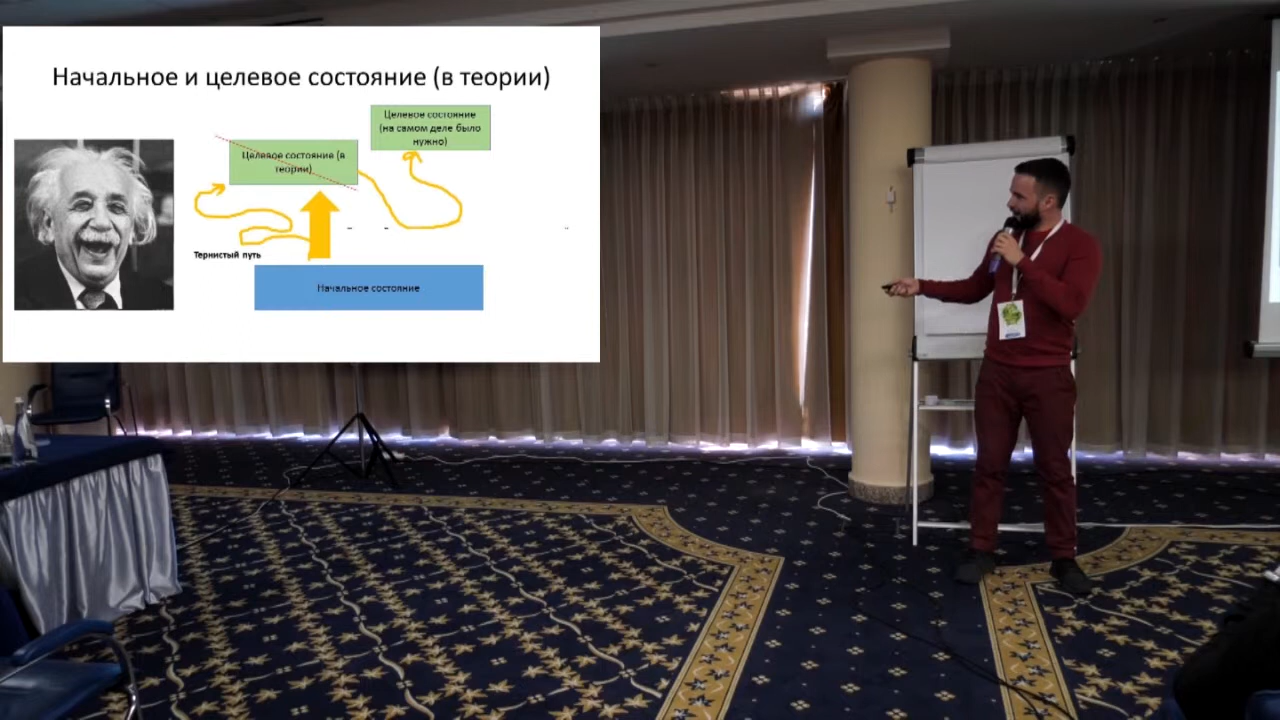 Начальное и целевое состояние (в теории)
Целевое состояние
(на самом деле было
нужно)
Целевое состояние (в
теории)
Тернистый путь
Начальное состояние